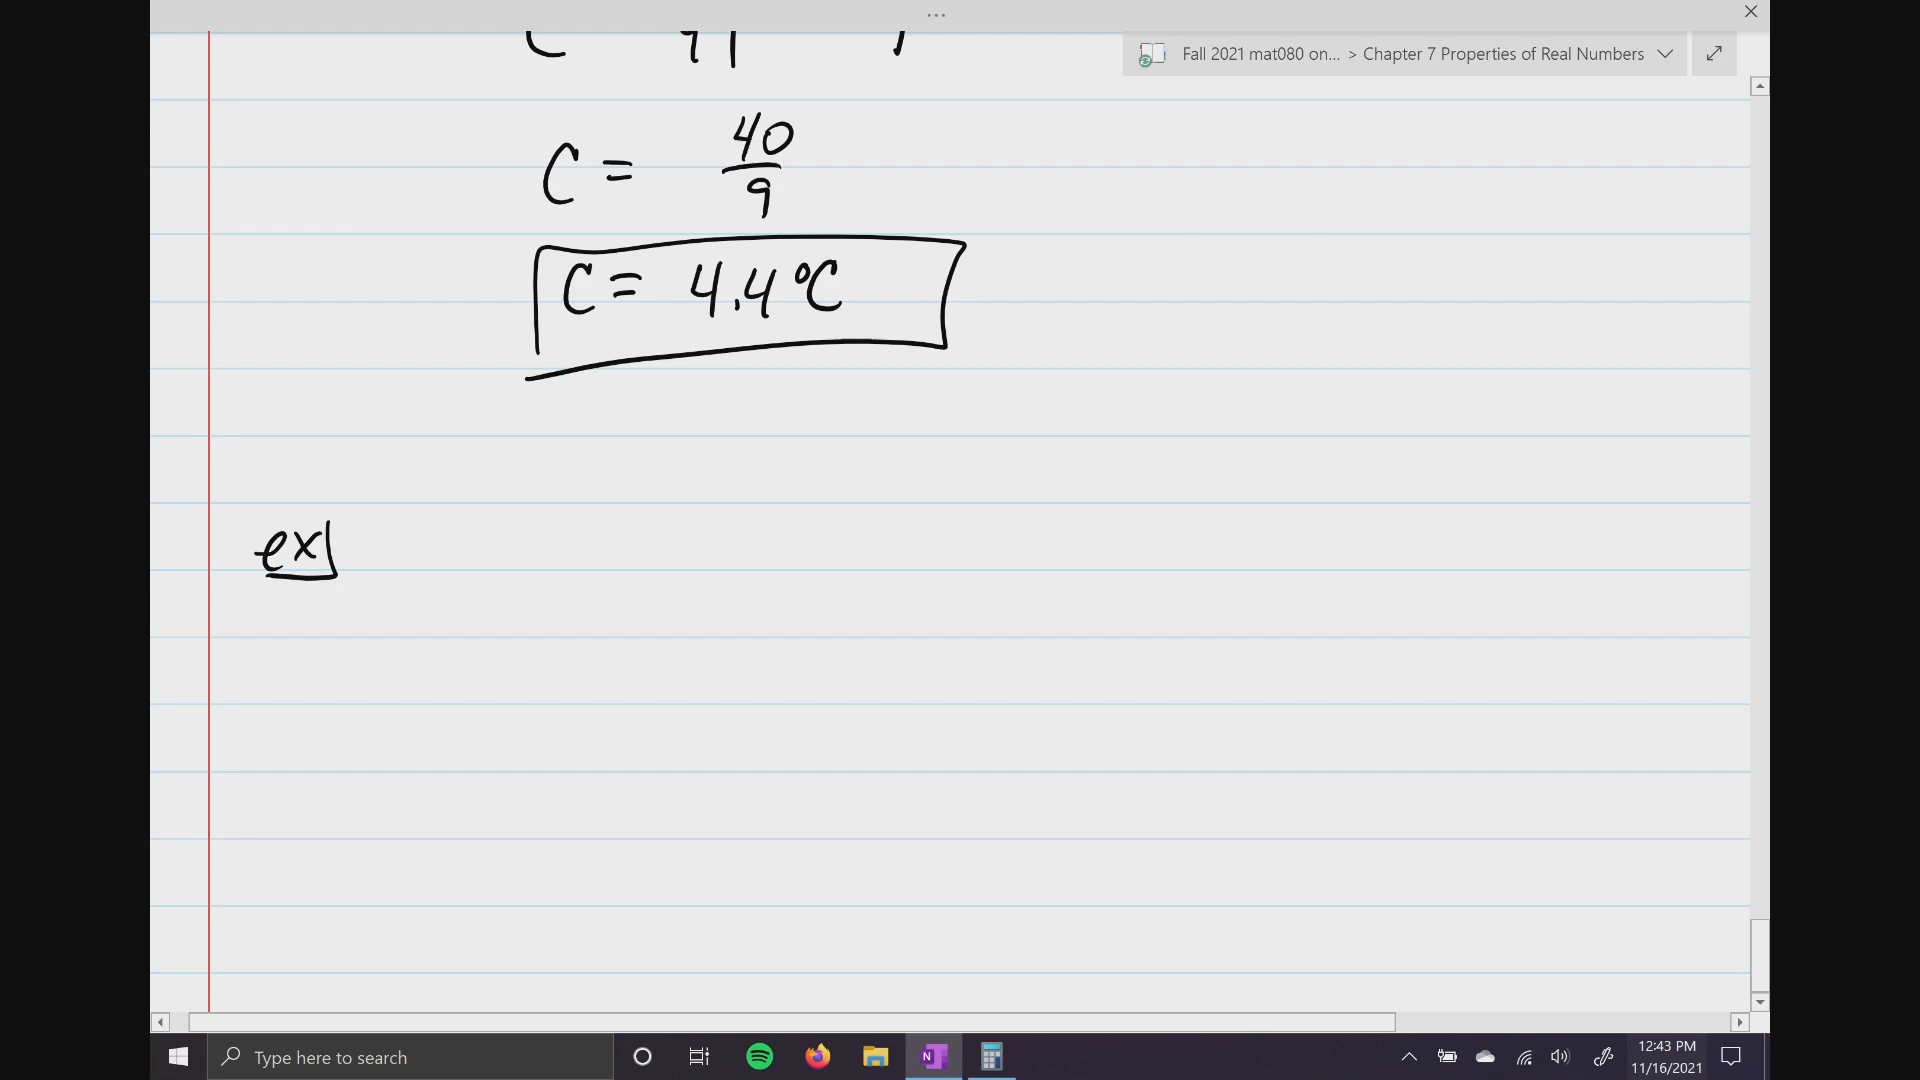 ...
Fall 2021 mat080 on... > Chapter 7 Properties of Real Numbers
C = 40/9
C = 4.4 °C
ex
Type here to search
12:43 PM
11/16/2021